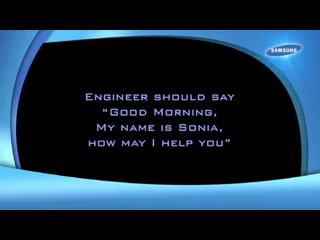 SAMSUNG
ENGINEER SHOULD SAY
“GOOD MORNING,
MY NAME IS SONIA,
HOW MAY I HELP YOU”